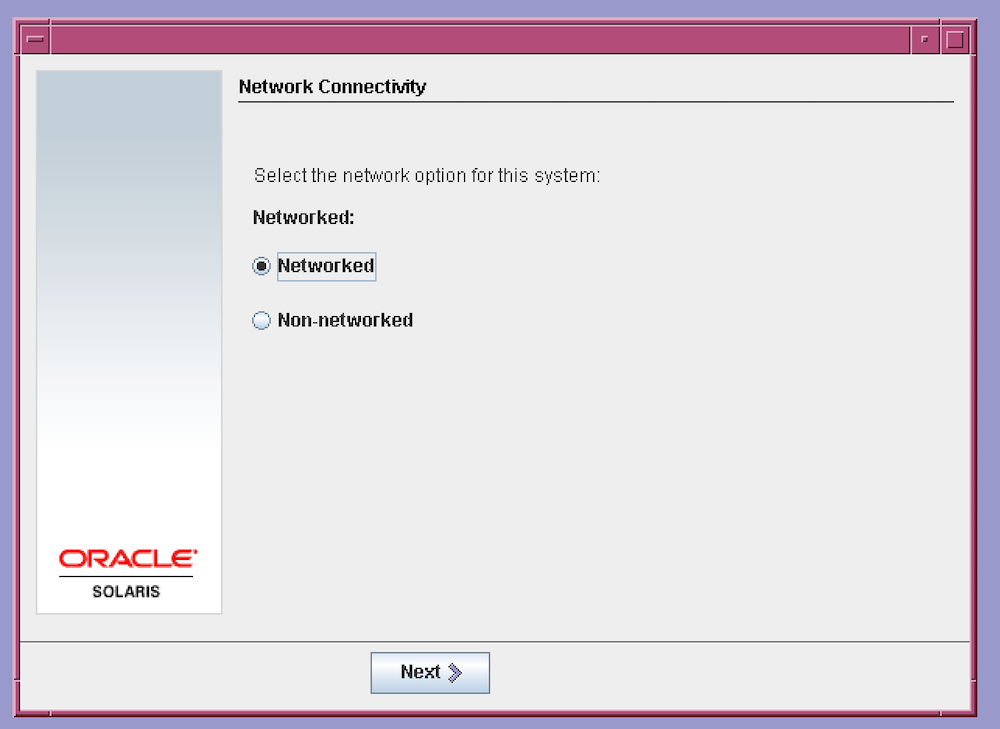 Network Connectivity
Select the network option for this system:
Networked:
Networked
Non-networked
ORACLE
SOLARIS
Next